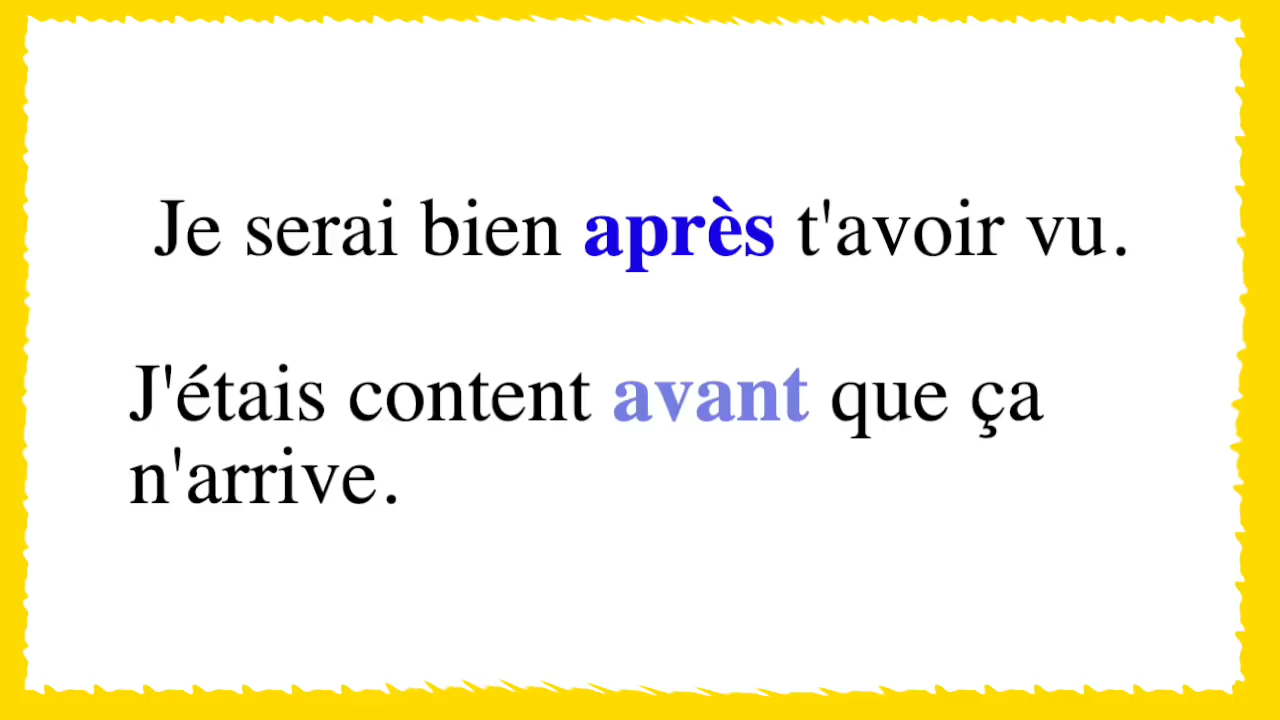 Je serai bien après t'avoir vu.
J'étais content avant que ça
n'arrive.